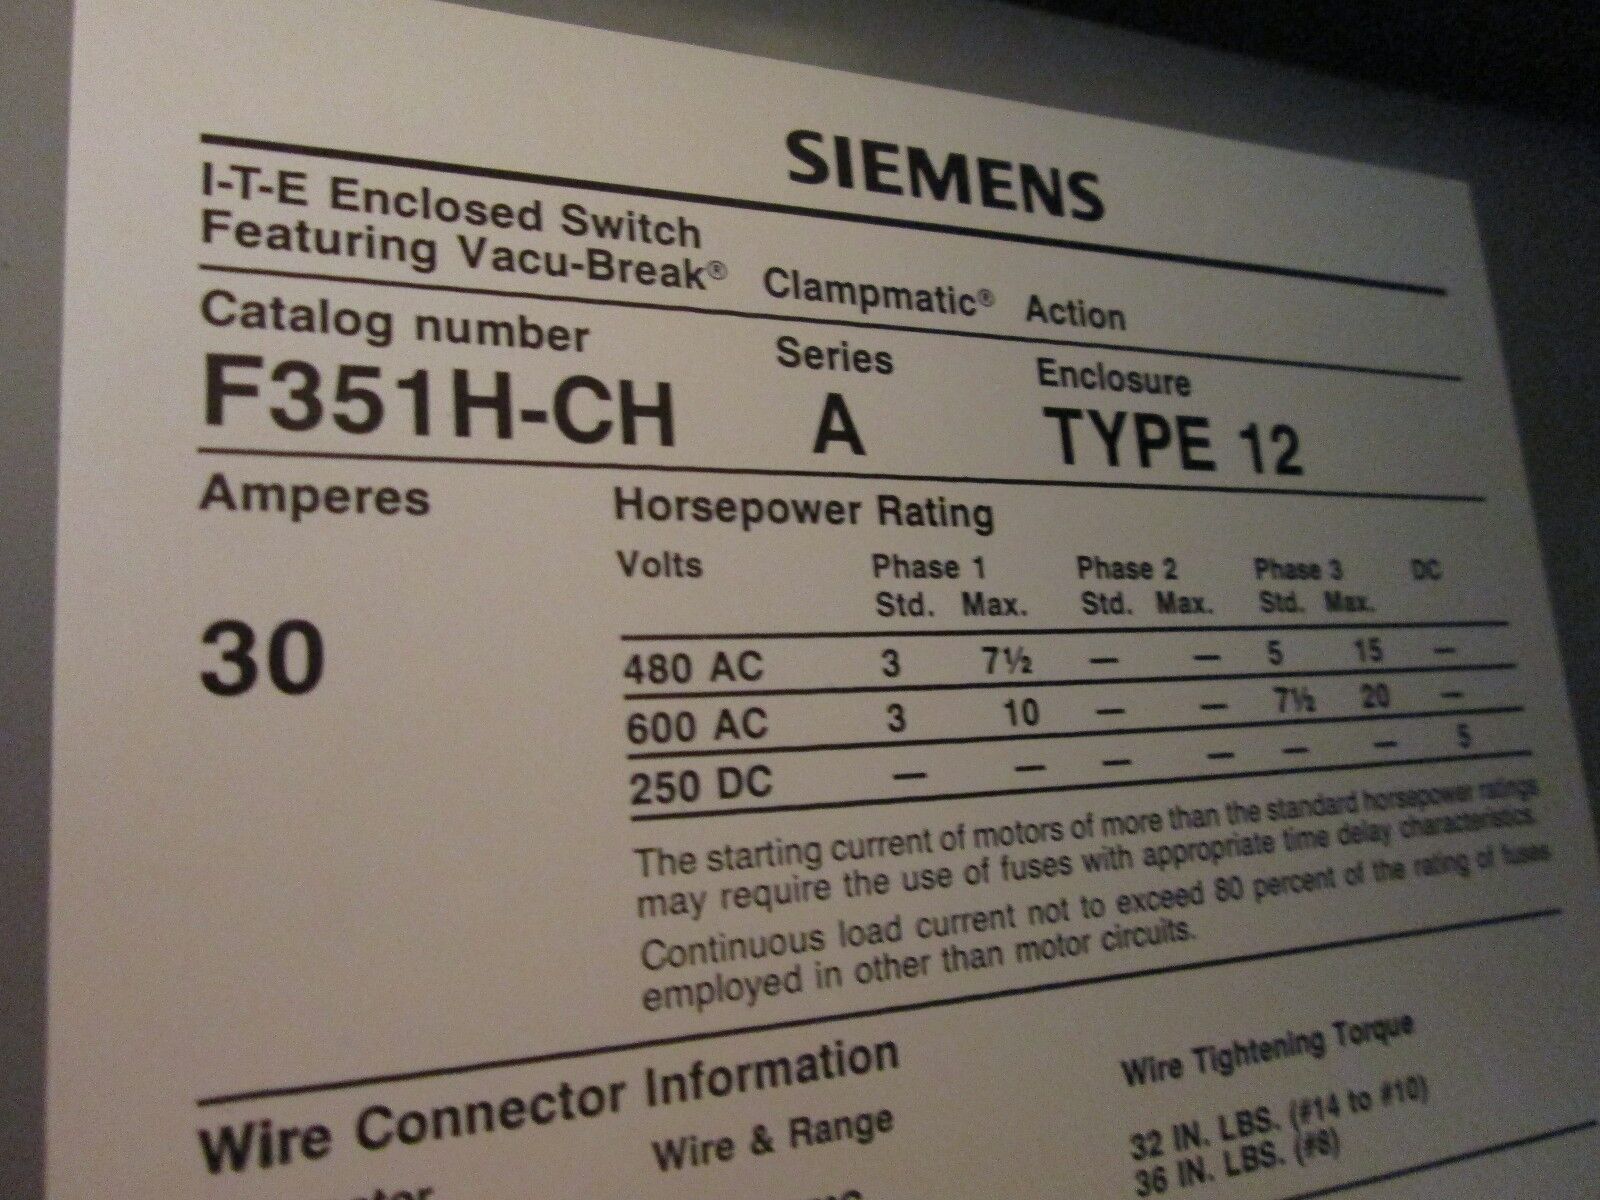 SIEMENS
I-T-E Enclosed Switch
Featuring Vacu-Break® Clampmatic® Action
Catalog number Series Enclosure
F351H-CH A TYPE 12
Amperes Horsepower Rating
Volts Phase 1 Phase 2 Phase 3 DC
Std. Max. Std. Max. Std. Max.
30
480 AC 3 7½ — — 5 15 —
600 AC 3 10 — — 7½ 20 —
250 DC — — — — — — 5
The starting current of motors of more than the standard horsepower ratings
may require the use of fuses with appropriate time delay characteristics.
Continuous load current not to exceed 80 percent of the rating of fuses
employed in other than motor circuits.
Wire Connector Information
Wire & Range Wire Tightening Torque
32 IN. LBS. (#14 to #10)
36 IN. LBS. (#8)